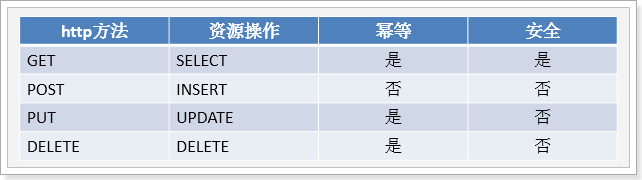 http方法 资源操作 幂等 安全
GET SELECT 是 是
POST INSERT 否 否
PUT UPDATE 是 否
DELETE DELETE 是 否